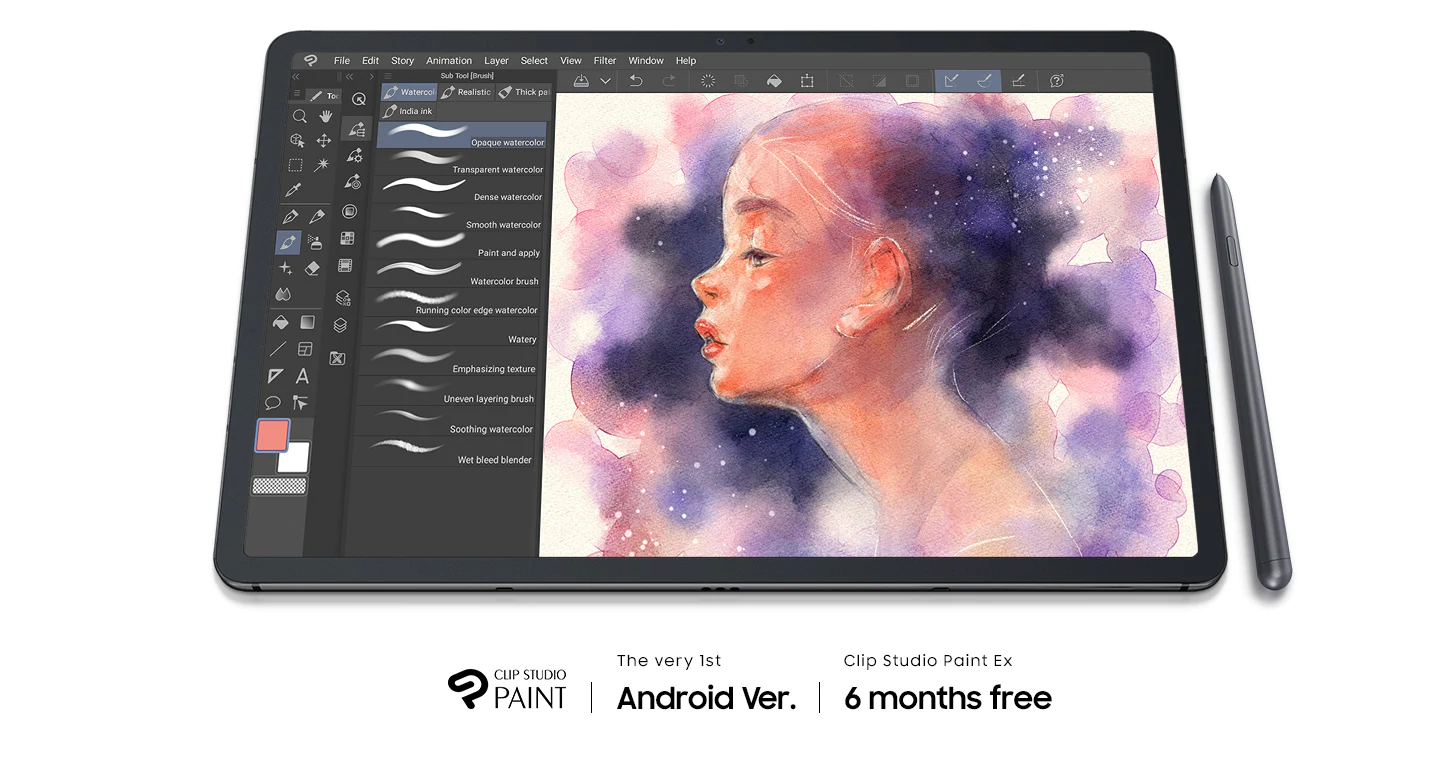 File Edit Story Animation Layer Select View Filter Window Help
Sub Tool [Brush]
Watercol Realistic Thick pa
India ink
Opaque watercolor
Transparent watercolor
Dense watercolor
Smooth watercolor
Paint and apply
Watercolor brush
Running color edge watercolor
Watery
Emphasizing texture
Uneven layering brush
Soothing watercolor
Wet bleed blender
CLIP STUDIO
PAINT
The very 1st
Android Ver.
Clip Studio Paint Ex
6 months free